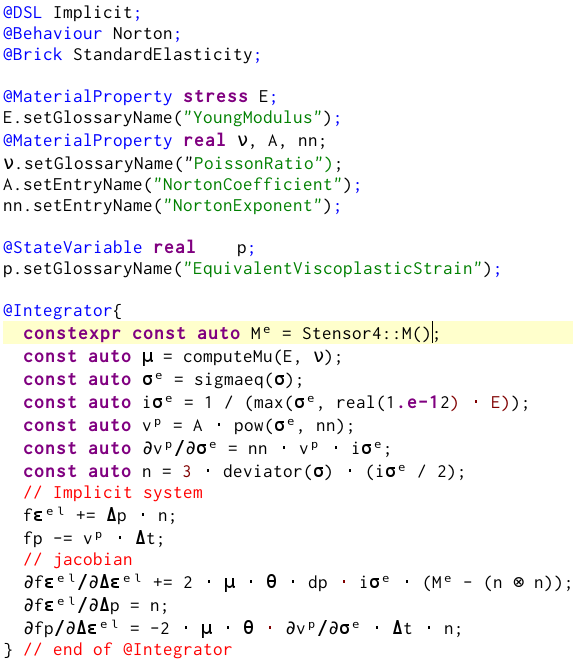 @DSL Implicit;
@Behaviour Norton;
@Brick StandardElasticity;
@MaterialProperty stress E;
E.setGlossaryName("YoungModulus");
@MaterialProperty real ν, A, nn;
ν.setGlossaryName("PoissonRatio");
A.setEntryName("NortonCoefficient");
nn.setEntryName("NortonExponent");
@StateVariable real    p;
p.setGlossaryName("EquivalentViscoplasticStrain");
@Integrator{
  constexpr const auto Mᵉ = Stensor4::M();
  const auto μ = computeMu(E, ν);
  const auto σᵉ = sigmaeq(σ);
  const auto iσᵉ = 1 / (max(σᵉ, real(1.e-12) · E));
  const auto vᵖ = A · pow(σᵉ, nn);
  const auto ∂vᵖ/∂σᵉ = nn · vᵖ · iσᵉ;
  const auto n = 3 · deviator(σ) · (iσᵉ / 2);
  // Implicit system
  fεᵉˡ += Δp · n;
  fp -= vᵖ · Δt;
  // jacobian
  ∂fεᵉˡ/∂Δεᵉˡ += 2 · μ · θ · dp · iσᵉ · (Mᵉ - (n ⊗ n));
  ∂fεᵉˡ/∂Δp = n;
  ∂fp/∂Δεᵉˡ = -2 · μ · θ · ∂vᵖ/∂σᵉ · Δt · n;
} // end of @Integrator